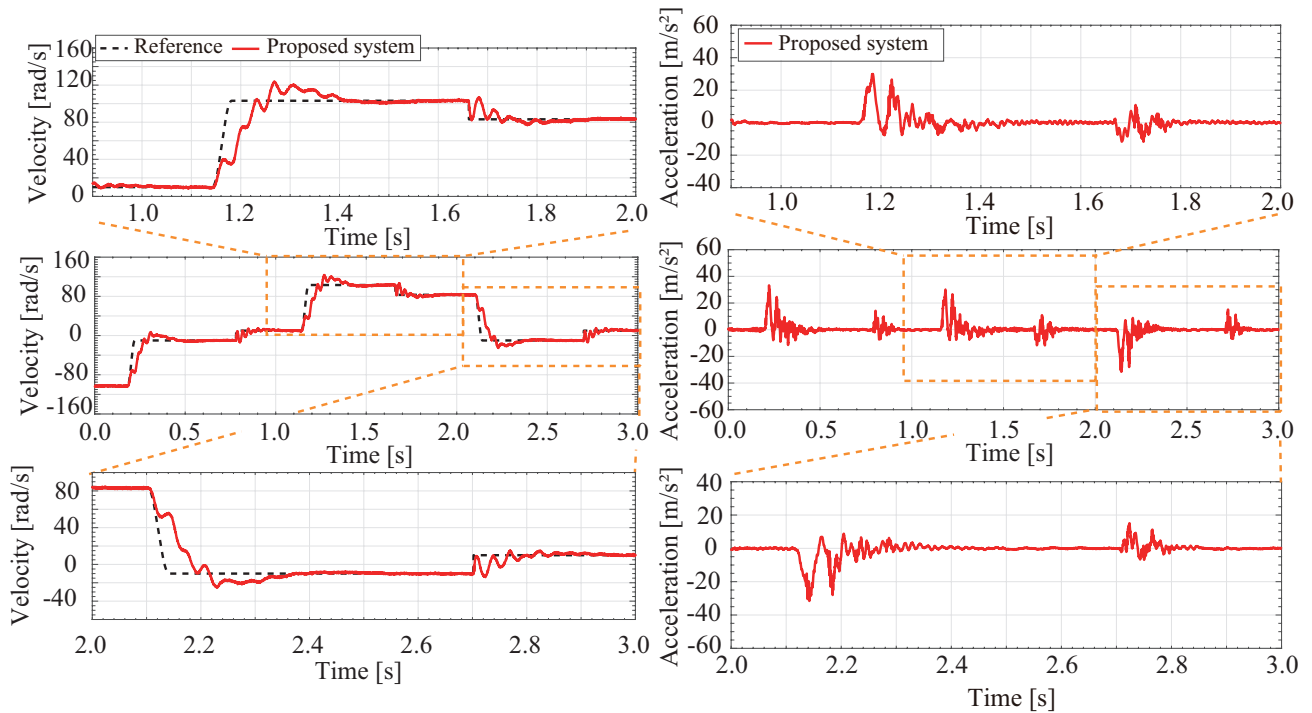 Velocity [rad/s]
160
120
80
40
0
Reference
Proposed system
1.0 1.2 1.4 1.6 1.8 2.0
Time [s]
Acceleration [m/s²]
60
40
20
0
-20
-40
Proposed system
1.0 1.2 1.4 1.6 1.8 2.0
Time [s]
Velocity [rad/s]
160
80
0
-80
-160
0.0 0.5 1.0 1.5 2.0 2.5 3.0
Time [s]
Acceleration [m/s²]
60
40
20
0
-20
-40
-60
0.0 0.5 1.0 1.5 2.0 2.5 3.0
Time [s]
Velocity [rad/s]
80
40
0
-40
2.0 2.2 2.4 2.6 2.8 3.0
Time [s]
Acceleration [m/s²]
40
20
0
-20
-40
-60
2.0 2.2 2.4 2.6 2.8 3.0
Time [s]